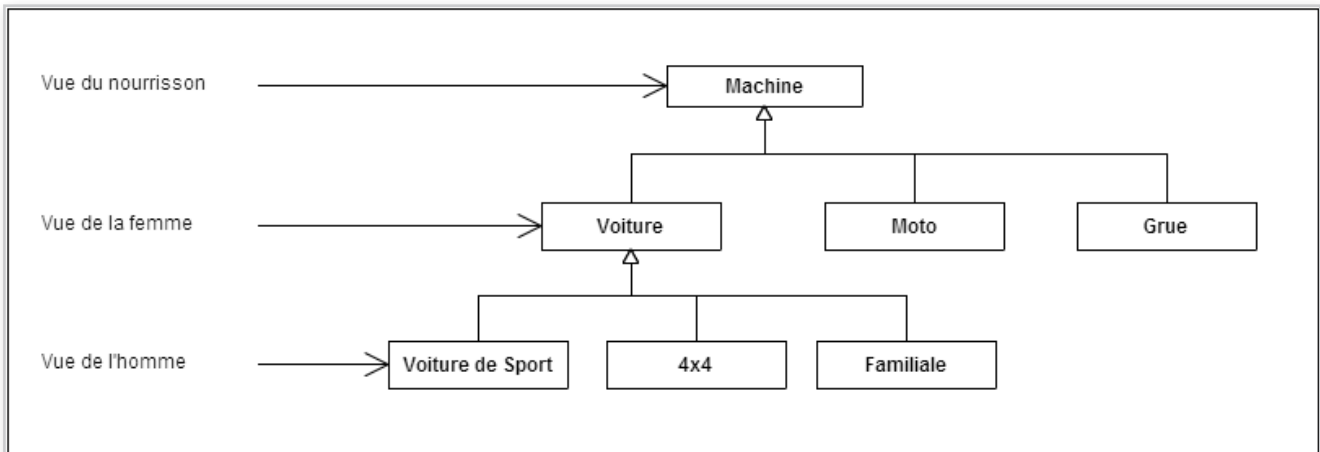 Vue du nourrisson
Machine
Vue de la femme
Voiture
Moto
Grue
Vue de l'homme
Voiture de Sport
4x4
Familiale